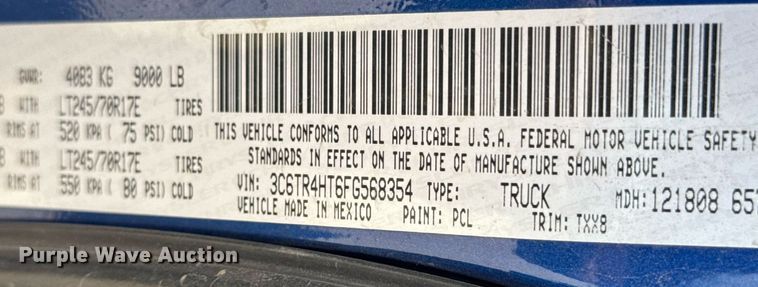 GVWR: 4083 KG 9000 LB
B WITH LT245/70R17E TIRES
RIMS AT 520 KPA ( 75 PSI) COLD
B WITH LT245/70R17E TIRES
RIMS AT 550 KPA ( 80 PSI) COLD
THIS VEHICLE CONFORMS TO ALL APPLICABLE U.S.A. FEDERAL MOTOR VEHICLE SAFETY
STANDARDS IN EFFECT ON THE DATE OF MANUFACTURE SHOWN ABOVE.
VIN: 3C6TR4HT6FG568354 TYPE: TRUCK MDH:121808 657
VEHICLE MADE IN MEXICO PAINT: PCL TRIM: TXX8
Purple Wave Auction